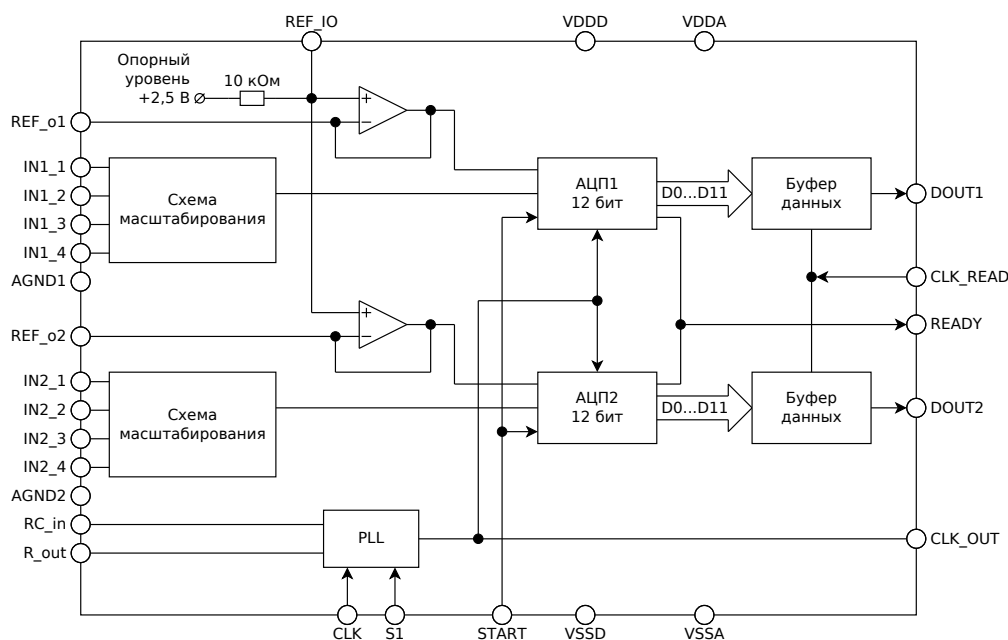 REF_IO
VDDD
VDDA
Опорный
уровень
+2,5 В
10 кОм
+
−
REF_o1
IN1_1
IN1_2
IN1_3
IN1_4
AGND1
Схема
масштабирования
АЦП1
12 бит
D0...D11
Буфер
данных
DOUT1
CLK_READ
READY
REF_o2
+
−
IN2_1
IN2_2
IN2_3
IN2_4
AGND2
Схема
масштабирования
АЦП2
12 бит
D0...D11
Буфер
данных
DOUT2
RC_in
R_out
PLL
CLK_OUT
CLK
S1
START
VSSD
VSSA